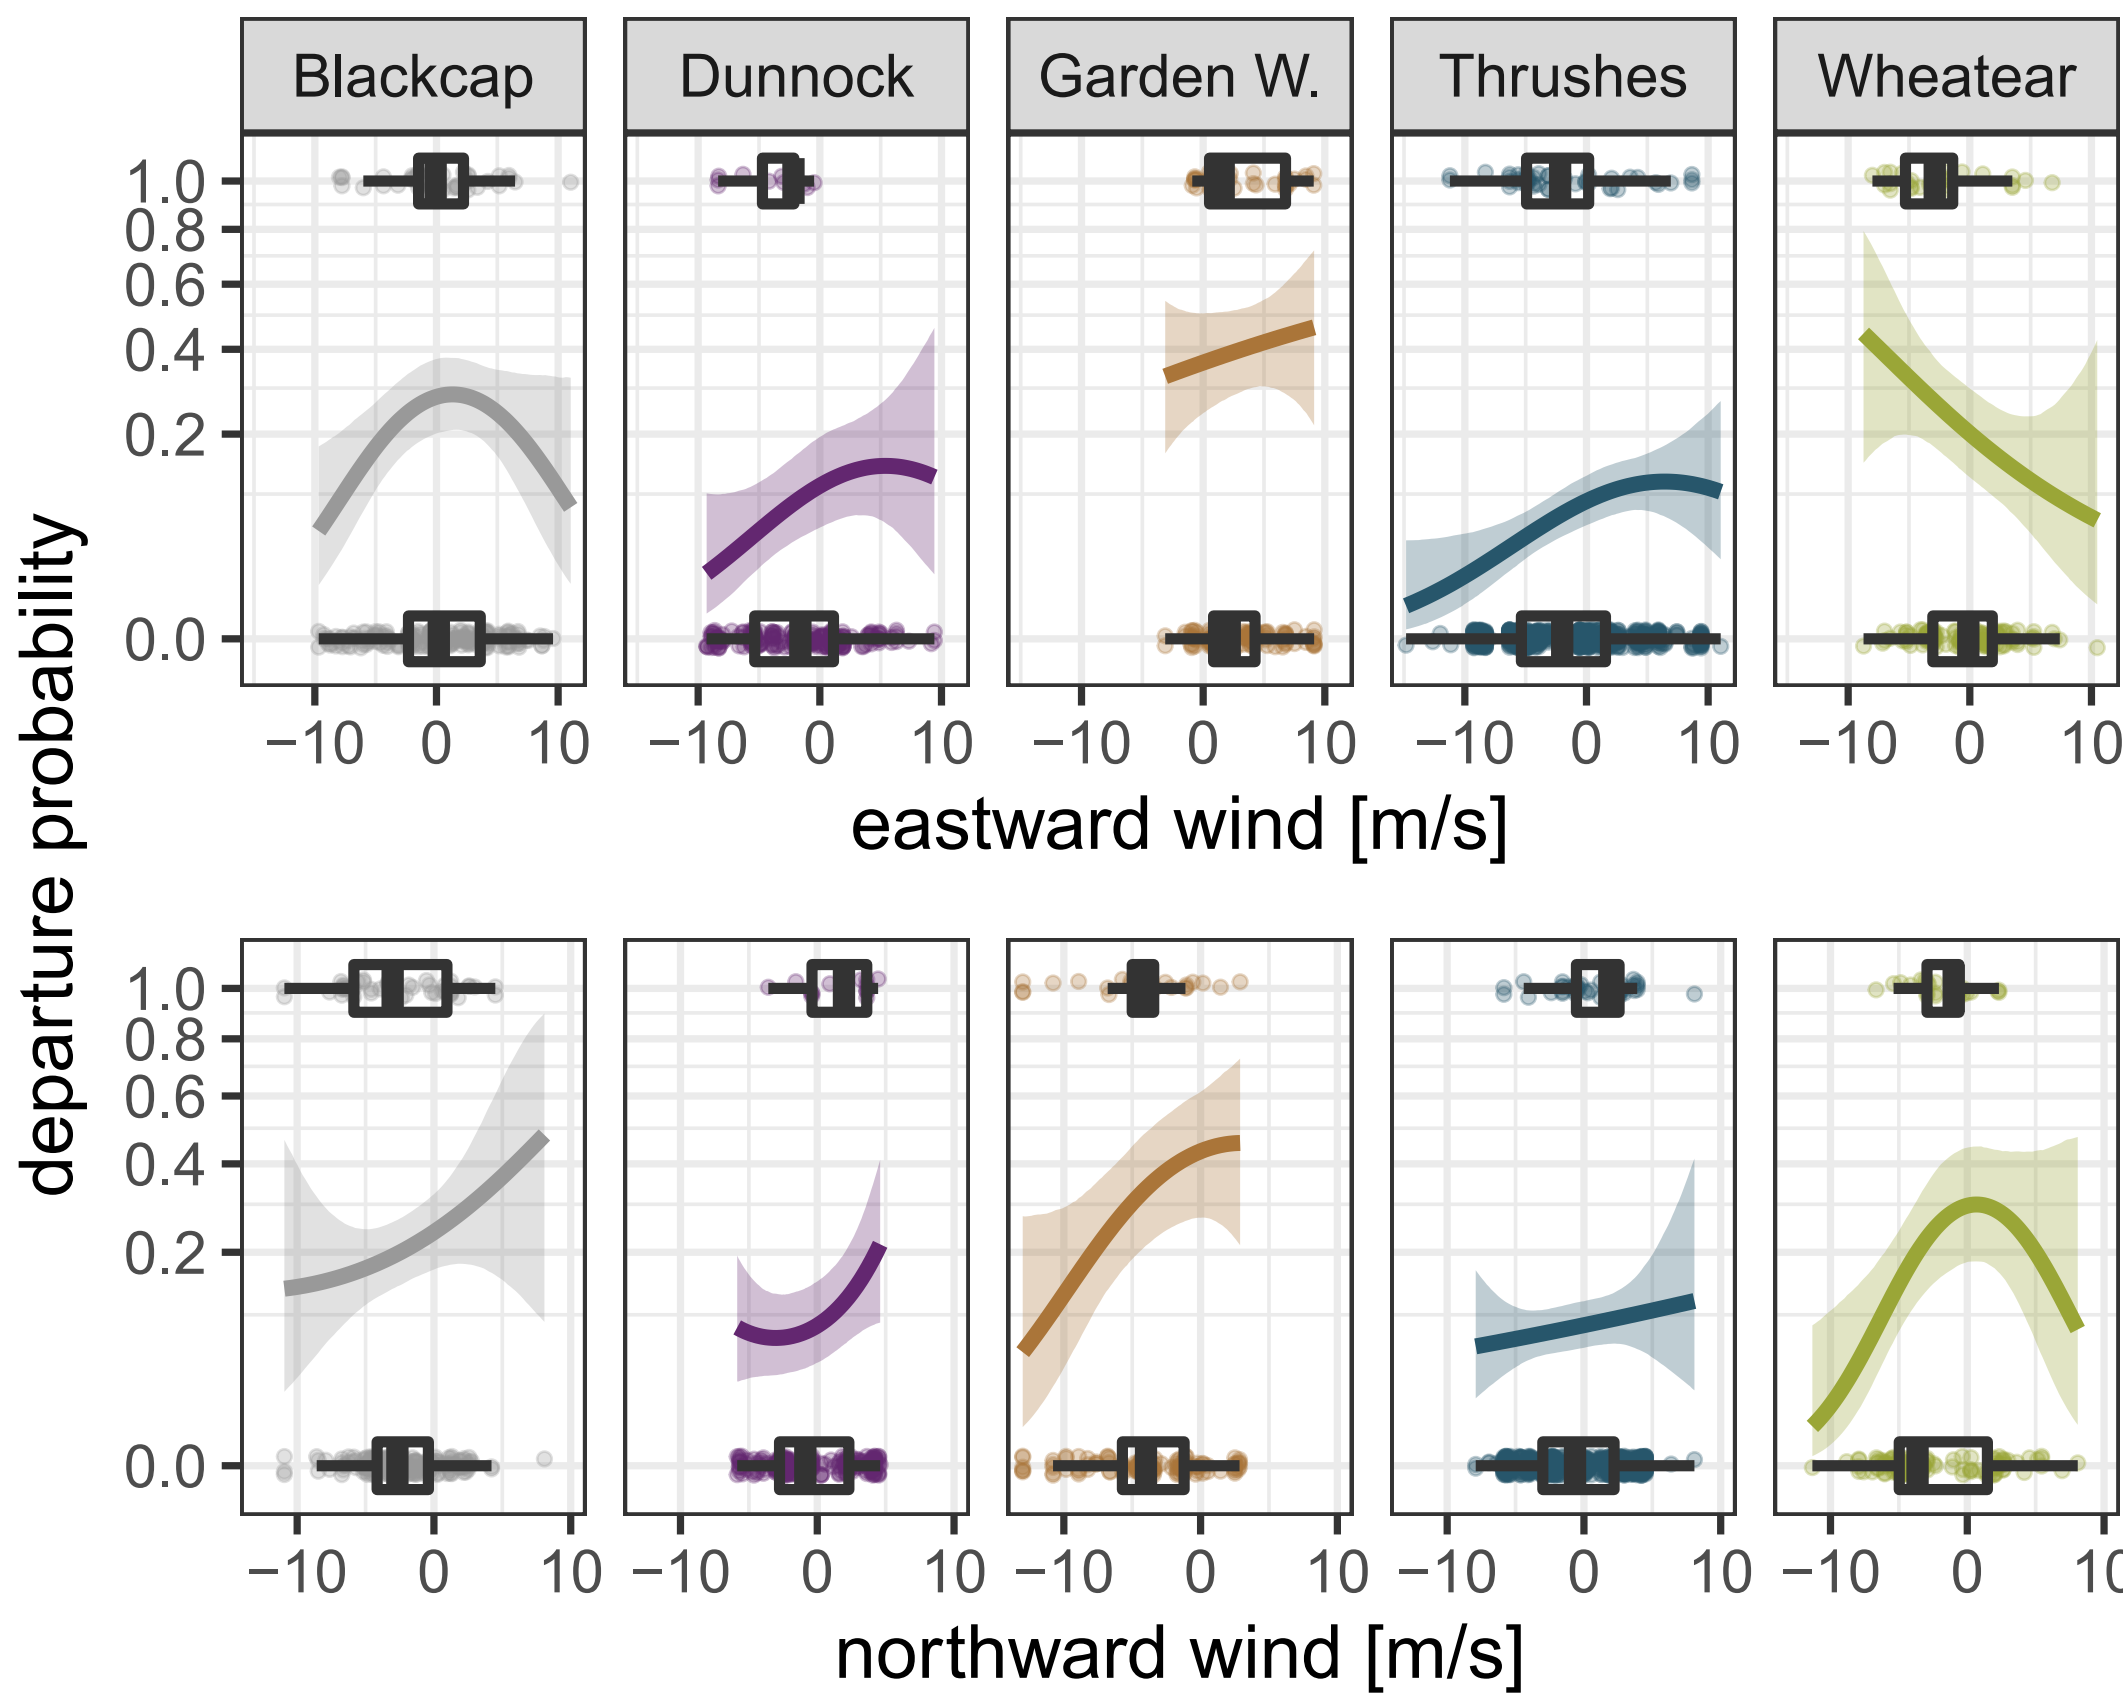 Blackcap Dunnock Garden W. Thrushes Wheatear
1.0
0.8
0.6
0.4
0.2
0.0
−10 0 10 −10 0 10 −10 0 10 −10 0 10 −10 0 10
eastward wind [m/s]
departure probability
1.0
0.8
0.6
0.4
0.2
0.0
−10 0 10 −10 0 10 −10 0 10 −10 0 10 −10 0 10
northward wind [m/s]